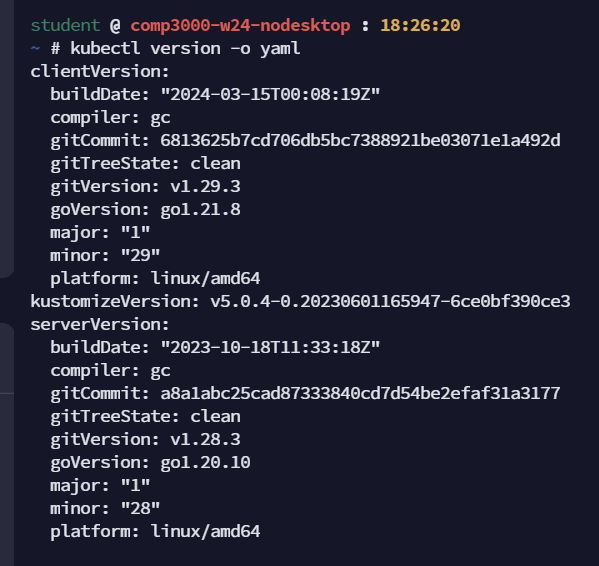 student @ comp3000-w24-nodesktop : 18:26:20
~ # kubectl version -o yaml
clientVersion:
  buildDate: "2024-03-15T00:08:19Z"
  compiler: gc
  gitCommit: 6813625b7cd706db5bc7388921be03071e1a492d
  gitTreeState: clean
  gitVersion: v1.29.3
  goVersion: go1.21.8
  major: "1"
  minor: "29"
  platform: linux/amd64
kustomizeVersion: v5.0.4-0.20230601165947-6ce0bf390ce3
serverVersion:
  buildDate: "2023-10-18T11:33:18Z"
  compiler: gc
  gitCommit: a8a1abc25cad87333840cd7d54be2efaf31a3177
  gitTreeState: clean
  gitVersion: v1.28.3
  goVersion: go1.20.10
  major: "1"
  minor: "28"
  platform: linux/amd64